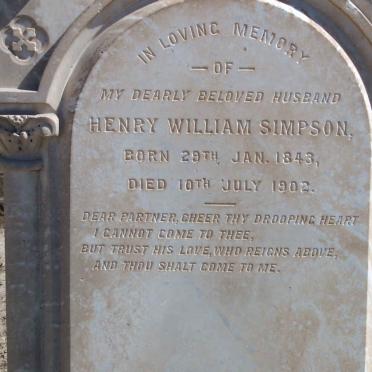 IN LOVING MEMORY
— OF —
MY DEARLY BELOVED HUSBAND
HENRY WILLIAM SIMPSON,
BORN 29TH, JAN. 1843,
DIED 10TH JULY 1902.
DEAR PARTNER, CHEER THY DROOPING HEART
I CANNOT COME TO THEE,
BUT TRUST HIS LOVE, WHO REIGNS ABOVE,
AND THOU SHALT COME TO ME.